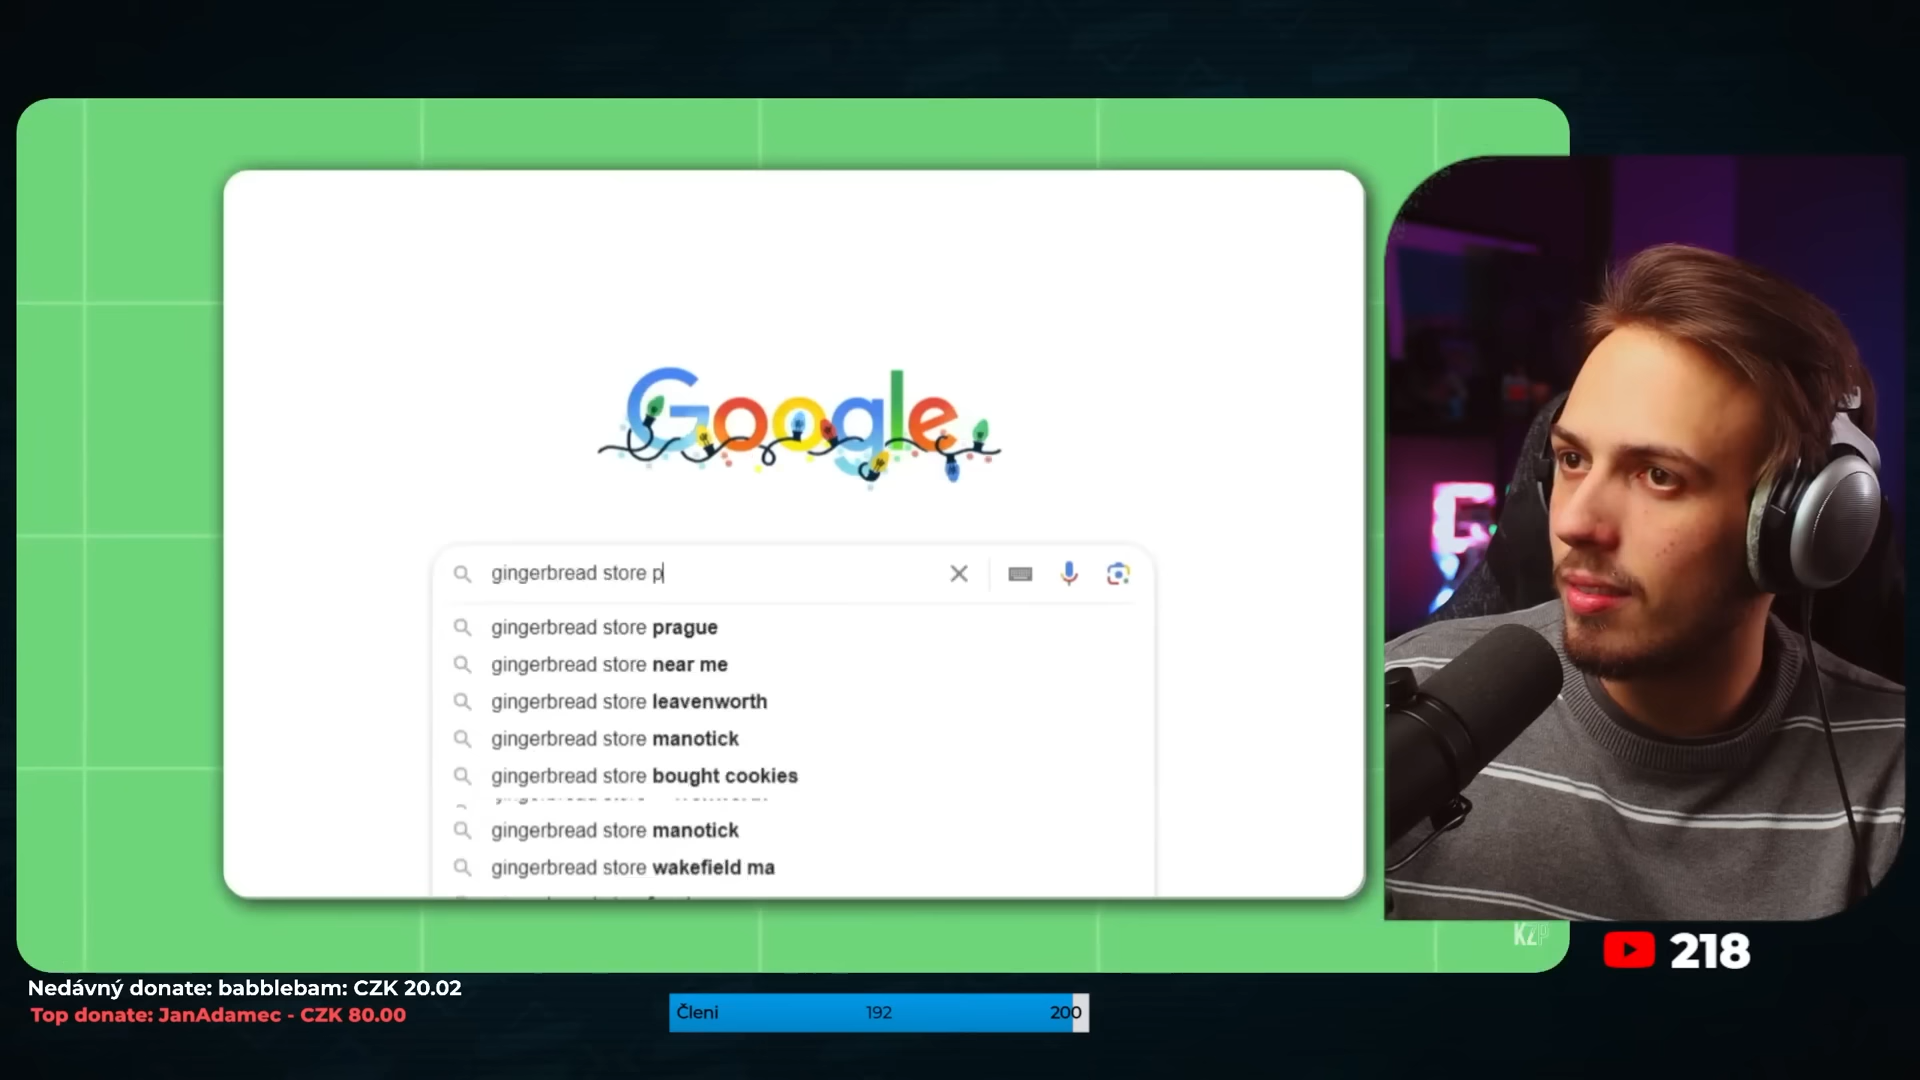 Google
gingerbread store p
gingerbread store prague
gingerbread store near me
gingerbread store leavenworth
gingerbread store manotick
gingerbread store bought cookies
gingerbread store manotick
gingerbread store wakefield ma
KZP
218
Nedávný donate: babblebam: CZK 20.02
Top donate: JanAdamec - CZK 80.00
Členi 192 200